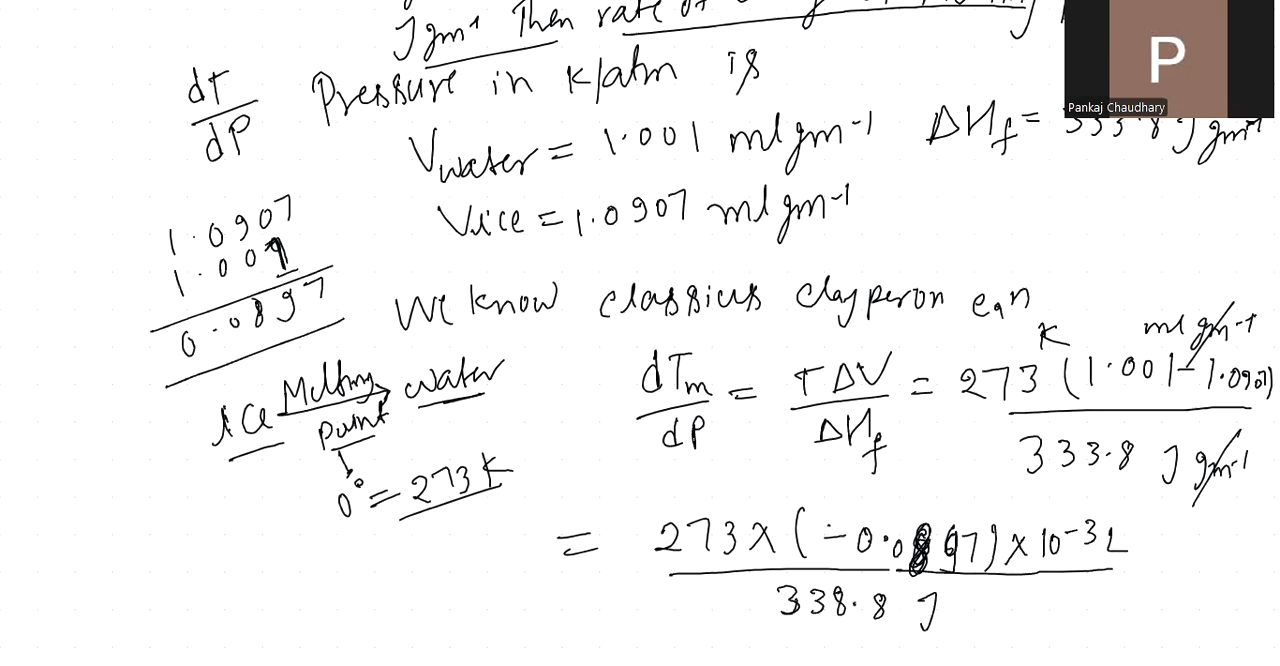 J gm⁻¹ Then rate of
P
Pankaj Chaudhary
dT/dP Pressure in K/atm is
Vwater = 1.001 ml gm⁻¹ ΔHf = 333.8 J gm⁻¹
Vice = 1.0907 ml gm⁻¹
1.0907
1.001
0.0897
We know classius clayperon eqn
ice Melting point → water
0° = 273 K
dTm/dP = TΔV/ΔHf = 273 K (1.001 - 1.0907) ml gm⁻¹ / 333.8 J gm⁻¹
= 273 x (-0.0897) x 10⁻³ L / 338.8 J